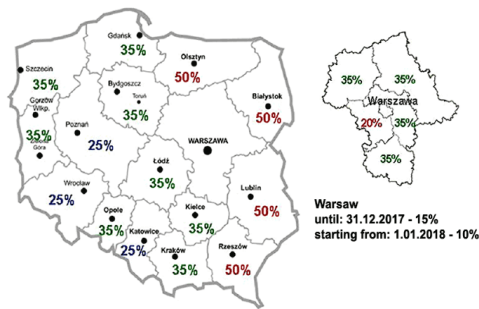 Gdańsk
35%
Szczecin
35%
Olsztyn
50%
Bydgoszcz
Toruń
35%
Białystok
50%
Gorzów
Wlkp.
35%
Zielona
Góra
Poznań
25%
WARSZAWA
Łódź
35%
Wrocław
25%
Lublin
50%
Opole
35%
Katowice
25%
Kielce
35%
Kraków
35%
Rzeszów
50%
35%
35%
Warszawa
20%
35%
35%
Warsaw
until: 31.12.2017 - 15%
starting from: 1.01.2018 - 10%